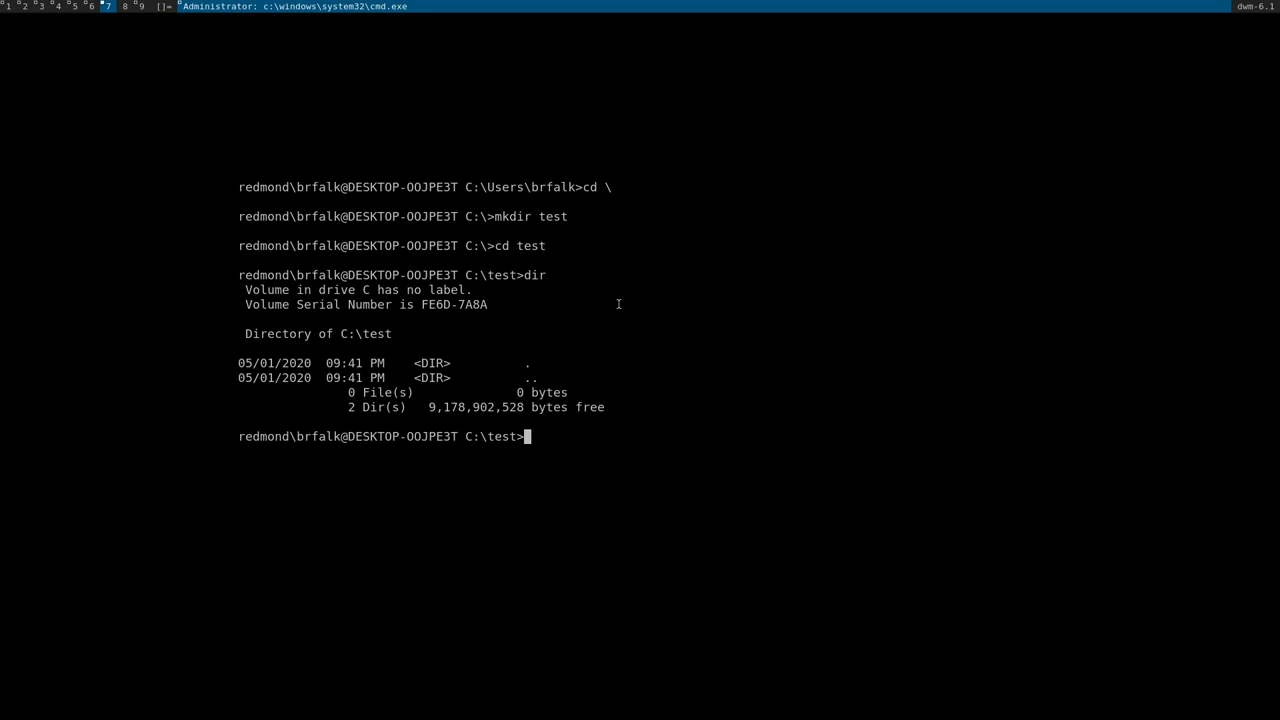 1 2 3 4 5 6 7 8 9 []= Administrator: c:\windows\system32\cmd.exe dwm-6.1
redmond\brfalk@DESKTOP-OOJPE3T C:\Users\brfalk>cd \
redmond\brfalk@DESKTOP-OOJPE3T C:\>mkdir test
redmond\brfalk@DESKTOP-OOJPE3T C:\>cd test
redmond\brfalk@DESKTOP-OOJPE3T C:\test>dir
Volume in drive C has no label.
Volume Serial Number is FE6D-7A8A
Directory of C:\test
05/01/2020  09:41 PM    <DIR>          .
05/01/2020  09:41 PM    <DIR>          ..
0 File(s)              0 bytes
2 Dir(s)   9,178,902,528 bytes free
redmond\brfalk@DESKTOP-OOJPE3T C:\test>